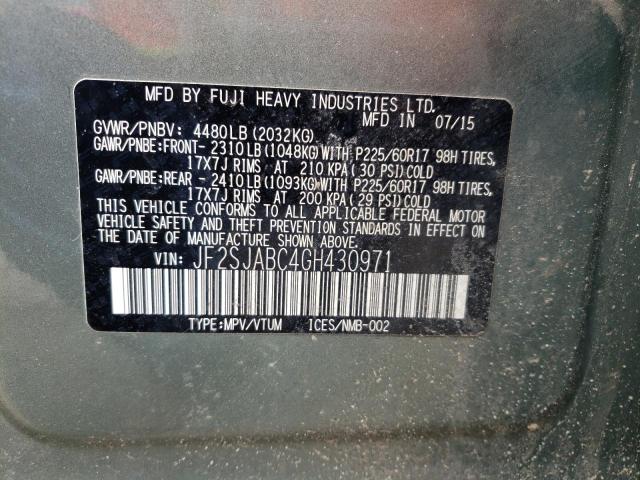 MFD BY FUJI HEAVY INDUSTRIES LTD.
MFD IN 07/15
GVWR/PNBV: 4480LB(2032KG)
GAWR/PNBE:FRONT- 2310LB(1048KG)WITH P225/60R17 98H TIRES,
17X7J RIMS AT 210 KPA(30 PSI)COLD
GAWR/PNBE:REAR - 2410LB(1093KG)WITH P225/60R17 98H TIRES,
17X7J RIMS AT 200 KPA(29 PSI)COLD
THIS VEHICLE CONFORMS TO ALL APPLICABLE FEDERAL MOTOR
VEHICLE SAFETY AND THEFT PREVENTION STANDARDS IN EFFECT ON
THE DATE OF MANUFACTURE SHOWN ABOVE.
VIN: JF2SJABC4GH430971
TYPE:MPV/VTUM ICES/NMB-002